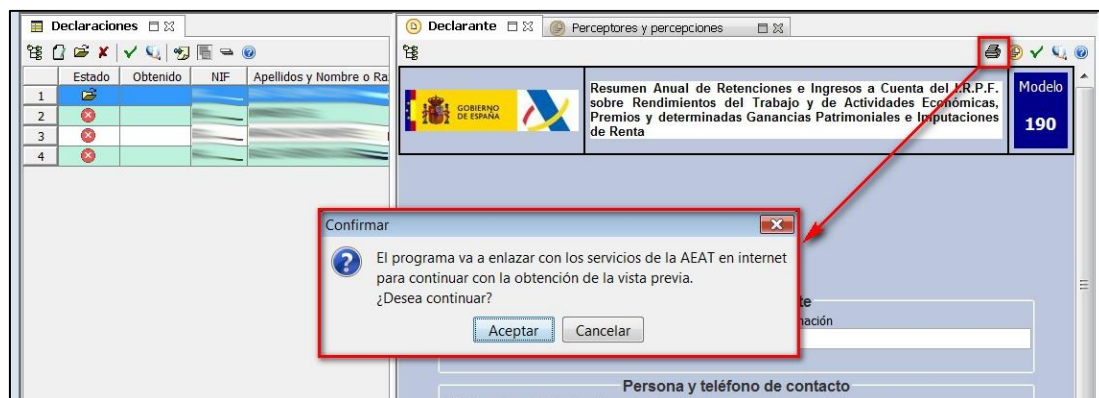 Declaraciones
Estado Obtenido NIF Apellidos y Nombre o Ra
1
2
3
4
Declarante
Perceptores y percepciones
GOBIERNO
DE ESPAÑA
Resumen Anual de Retenciones e Ingresos a Cuenta del I.R.P.F.
sobre Rendimientos del Trabajo y de Actividades Económicas,
Premios y determinadas Ganancias Patrimoniales e Imputaciones
de Renta
Modelo
190
Confirmar
El programa va a enlazar con los servicios de la AEAT en internet
para continuar con la obtención de la vista previa.
¿Desea continuar?
Aceptar Cancelar
te
nación
Persona y teléfono de contacto